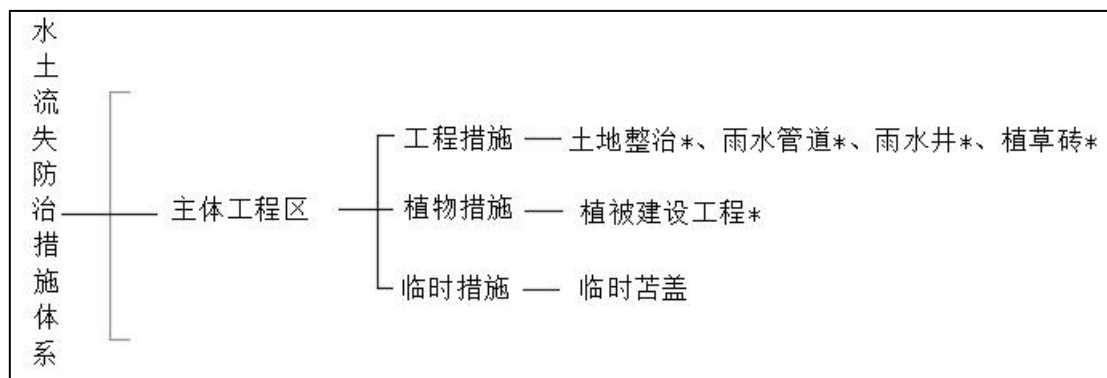 水土流失防治措施体系
主体工程区
工程措施
土地整治*、雨水管道*、雨水井*、植草砖*
植物措施
植被建设工程*
临时措施
临时苫盖